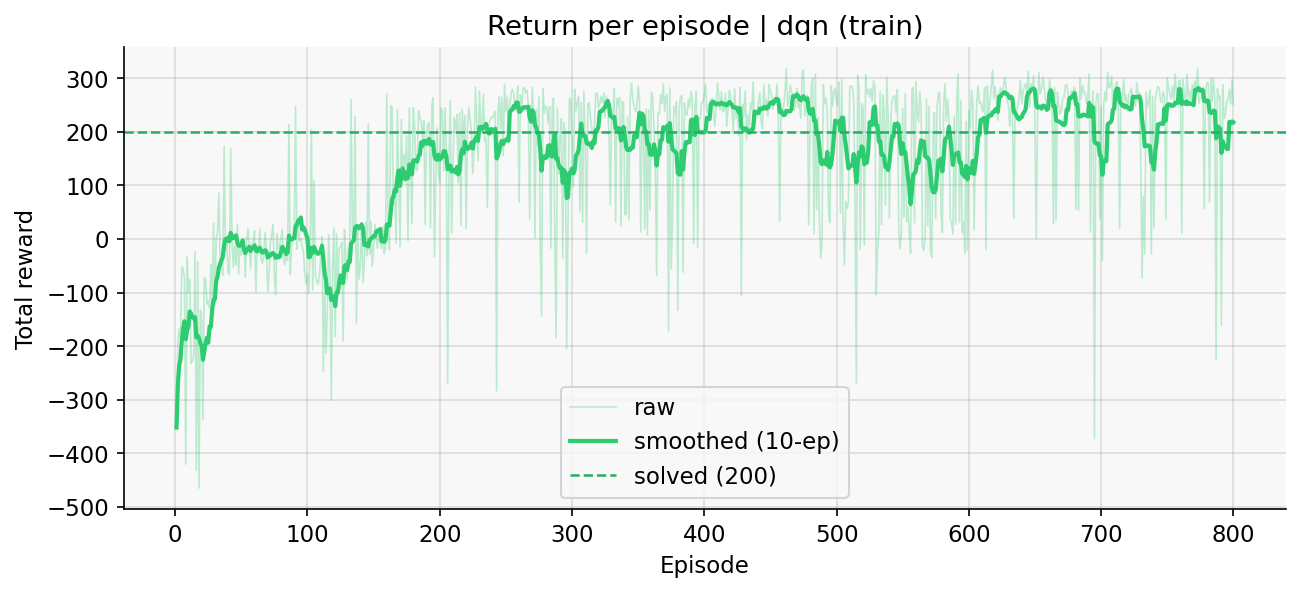 Return per episode | dqn (train)
Total reward
300
200
100
0
−100
−200
−300
−400
−500
raw
smoothed (10-ep)
solved (200)
0 100 200 300 400 500 600 700 800
Episode